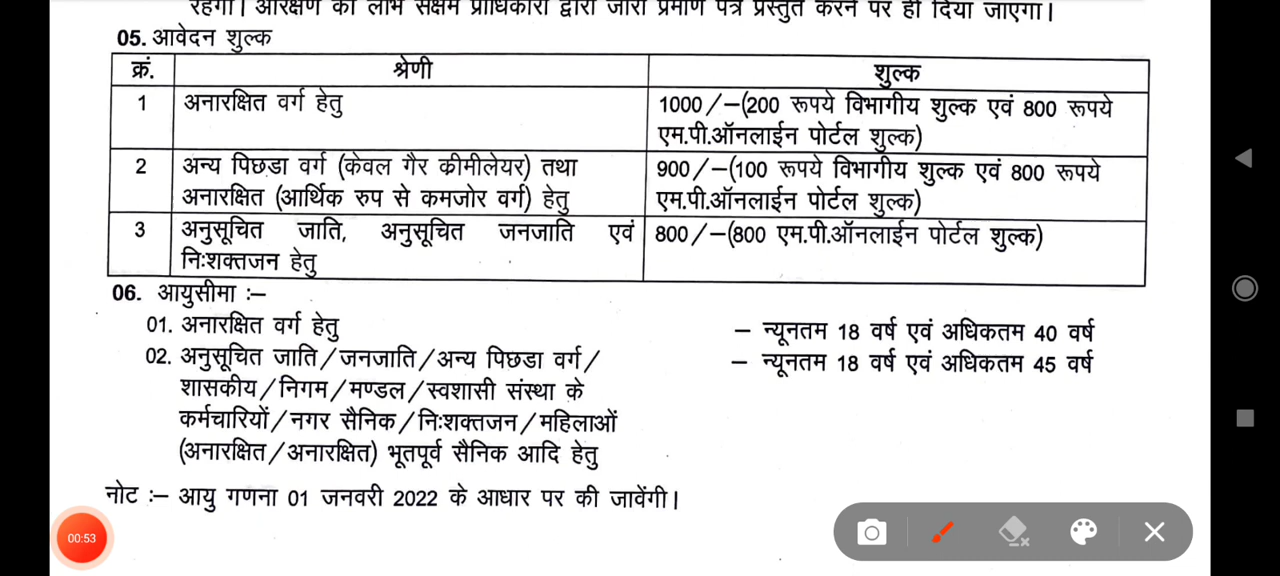 रहेगी। आरक्षण का लाभ सक्षम प्राधिकारी द्वारा जारी प्रमाण पत्र प्रस्तुत करने पर ही दिया जाएगा।
05. आवेदन शुल्क
क्रं. श्रेणी शुल्क
1 अनारक्षित वर्ग हेतु 1000/–(200 रूपये विभागीय शुल्क एवं 800 रूपये
एम.पी.ऑनलाईन पोर्टल शुल्क)
2 अन्य पिछडा वर्ग (केवल गैर क्रीमीलेयर) तथा 900/–(100 रूपये विभागीय शुल्क एवं 800 रूपये
अनारक्षित (आर्थिक रुप से कमजोर वर्ग) हेतु एम.पी.ऑनलाईन पोर्टल शुल्क)
3 अनुसूचित जाति, अनुसूचित जनजाति एवं 800/–(800 एम.पी.ऑनलाईन पोर्टल शुल्क)
निःशक्तजन हेतु
06. आयुसीमा :–
01. अनारक्षित वर्ग हेतु – न्यूनतम 18 वर्ष एवं अधिकतम 40 वर्ष
02. अनुसूचित जाति/जनजाति/अन्य पिछडा वर्ग/ – न्यूनतम 18 वर्ष एवं अधिकतम 45 वर्ष
शासकीय/निगम/मण्डल/स्वशासी संस्था के
कर्मचारियों/नगर सैनिक/निःशक्तजन/महिलाओं
(अनारक्षित/अनारक्षित) भूतपूर्व सैनिक आदि हेतु
नोट :– आयु गणना 01 जनवरी 2022 के आधार पर की जावेंगी।
00:53